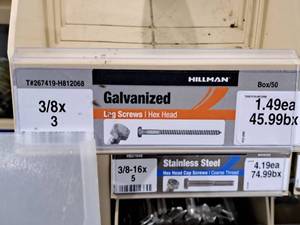 T#267419-H812068
HILLMAN
Box/50
3/8x
3
Galvanized
Lag Screws | Hex Head
1.49ea
45.99bx
3/8-16x
5
Stainless Steel
Hex Head Cap Screws | Coarse Thread
4.19ea
74.99bx